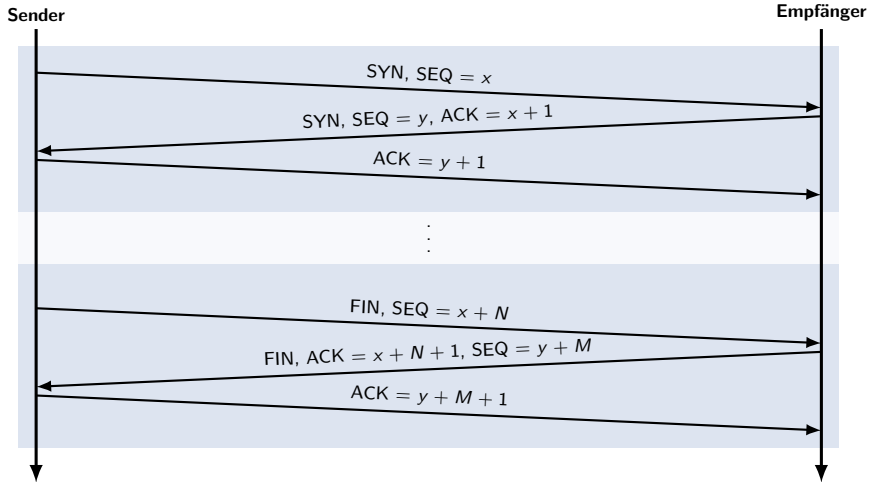 Sender
Empfänger
SYN, SEQ = x
SYN, SEQ = y, ACK = x + 1
ACK = y + 1
⋮
FIN, SEQ = x + N
FIN, ACK = x + N + 1, SEQ = y + M
ACK = y + M + 1